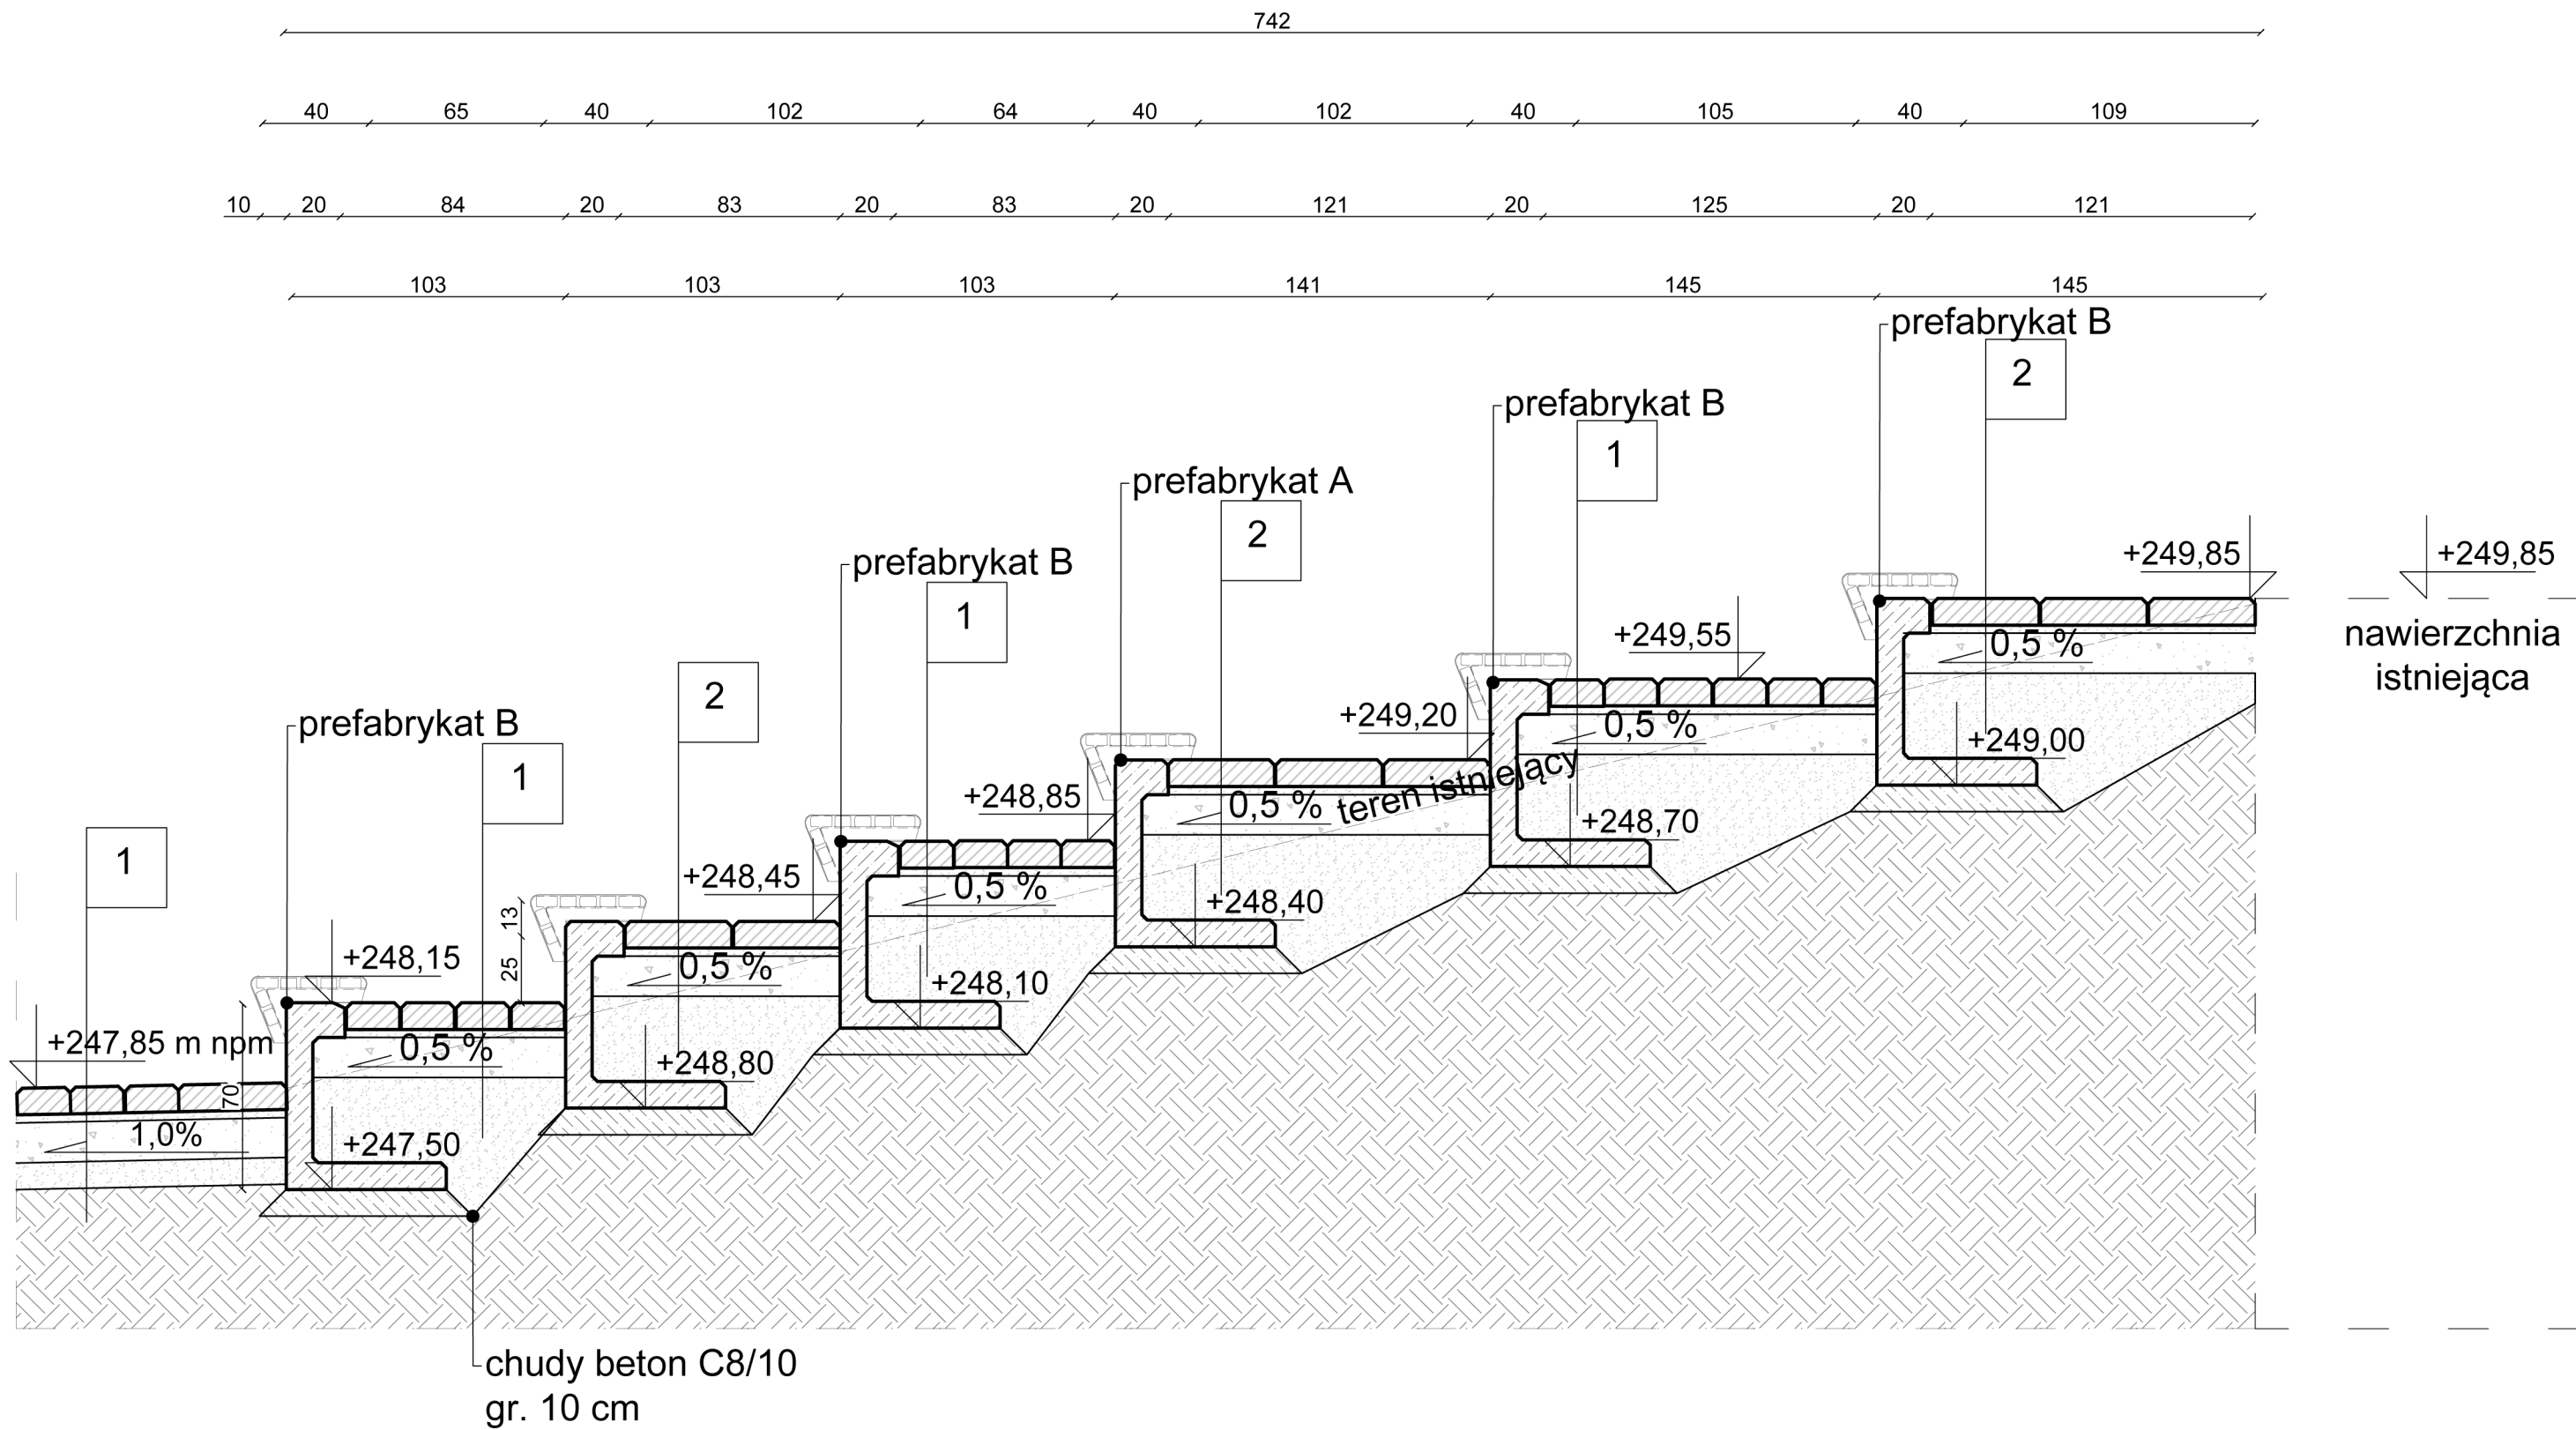 742
40 65 40 102 64 40 102 40 105 40 109
10 20 84 20 83 20 83 20 121 20 125 20 121
103 103 103 141 145 145
prefabrykat B
2
prefabrykat B
1
prefabrykat A
2
+249,85
+249,85
nawierzchnia
istniejąca
prefabrykat B
1
+249,55
0,5 %
+249,20
0,5 %
+249,00
2
prefabrykat B
1
+248,85
0,5 %
teren istniejący
+248,70
1
+248,45
0,5 %
+248,40
13
25
+248,15
0,5 %
+248,10
+247,85 m npm
0,5 %
+248,80
70
1,0%
+247,50
chudy beton C8/10
gr. 10 cm